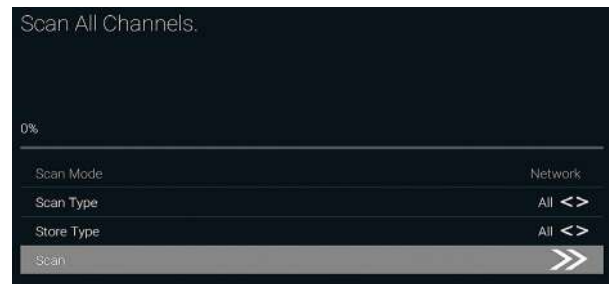 Scan All Channels.
0%
Scan Mode Network
Scan Type All <>
Store Type All <>
Scan